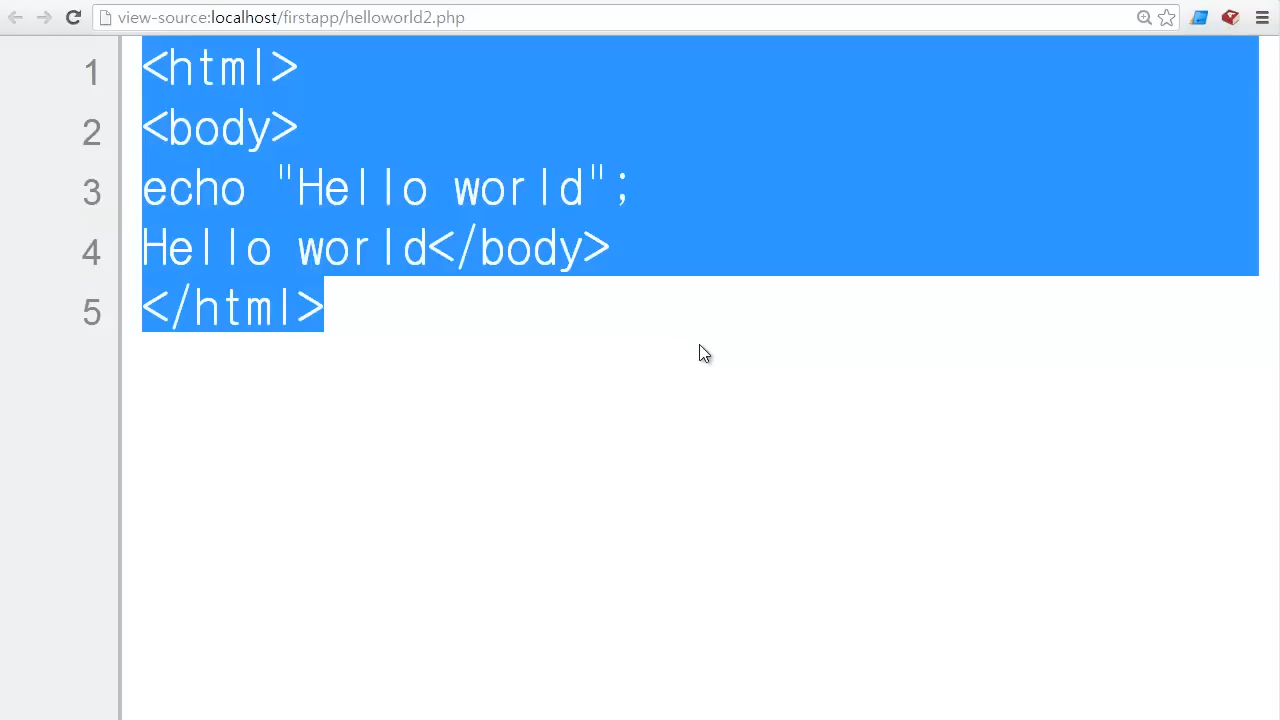 view-source:localhost/firstapp/helloworld2.php
1 <html>
2 <body>
3 echo "Hello world";
4 Hello world</body>
5 </html>